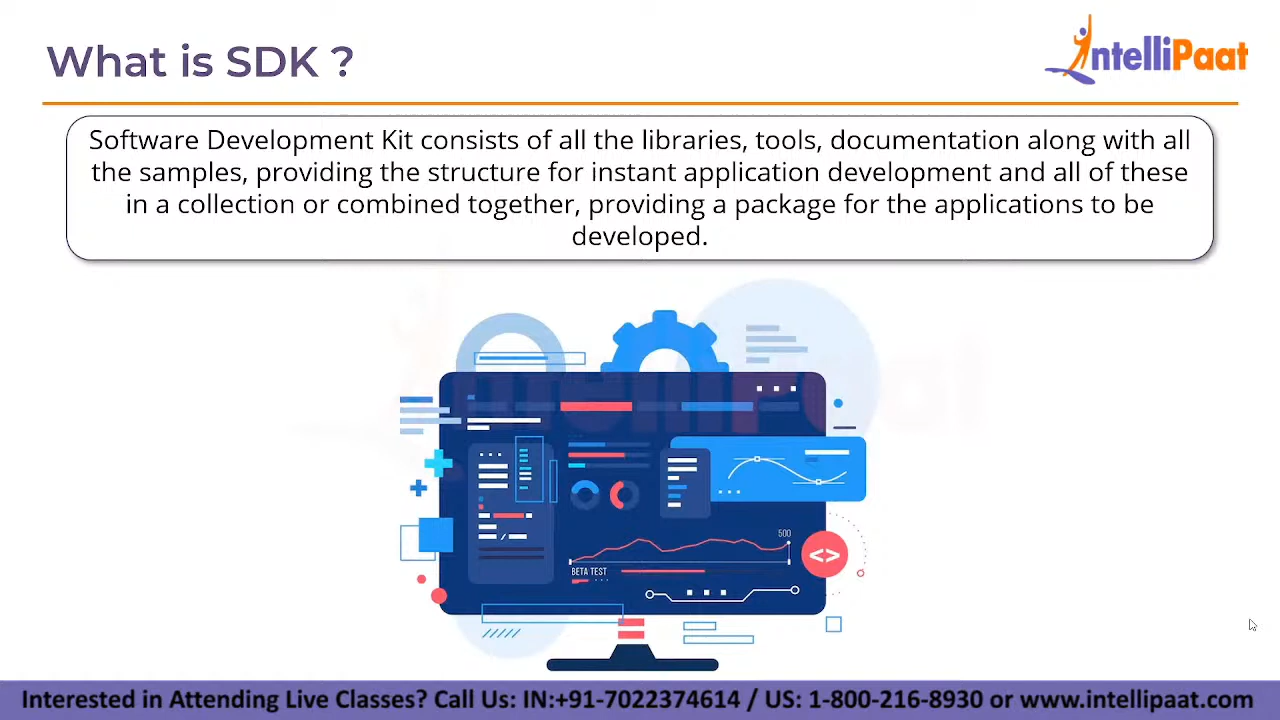 What is SDK ?
IntelliPaat
Software Development Kit consists of all the libraries, tools, documentation along with all
the samples, providing the structure for instant application development and all of these
in a collection or combined together, providing a package for the applications to be
developed.
500
<>
BETA TEST
Interested in Attending Live Classes? Call Us: IN:+91-7022374614 / US: 1-800-216-8930 or www.intellipaat.com